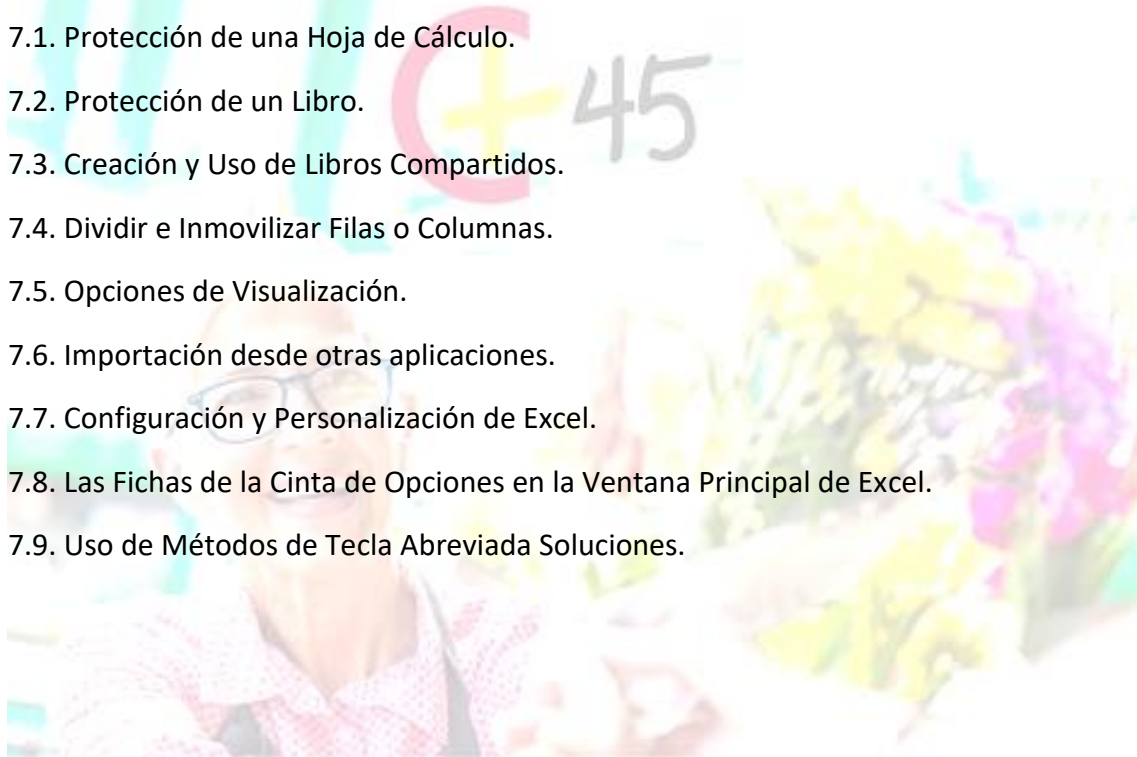 7.1. Protección de una Hoja de Cálculo.
C+45
7.2. Protección de un Libro.
7.3. Creación y Uso de Libros Compartidos.
7.4. Dividir e Inmovilizar Filas o Columnas.
7.5. Opciones de Visualización.
7.6. Importación desde otras aplicaciones.
7.7. Configuración y Personalización de Excel.
7.8. Las Fichas de la Cinta de Opciones en la Ventana Principal de Excel.
7.9. Uso de Métodos de Tecla Abreviada Soluciones.